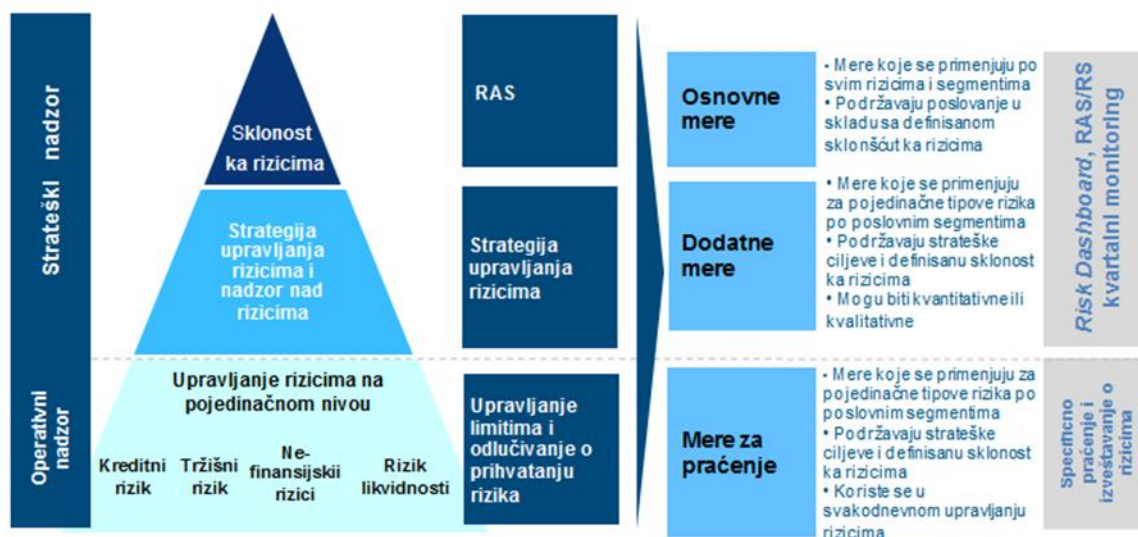 Strateškl nadzor
Operativni
nadzor
Sklonost
ka rizicima
Strategija
upravljanja
rizicima i
nadzor nad
rizicima
Upravljanje rizicima na
pojedinačnom nivou
Kreditni
rizik
Tržišni
rizik
Ne-
finansijskii
rizici
Rizik
likvidnosti
RAS
Strategija
upravljanja
rizicima
Upravljanje
limitima i
odlučivanje o
prihvatanju
rizika
Osnovne
mere
• Mere koje se primenjuju po
svim rizicima i segmentima
• Podržavaju poslovanje u
skladu sa definisanom
sklonšćut ka rizicima
Dodatne
mere
• Mere koje se primenjuju
za pojedinačne tipove rizika
po poslovnim segmentima
• Podržavaju strateške
ciljeve i definisanu sklonost
ka rizicima
• Mogu biti kvantitativne ili
kvalitativne
Mere za
praćenje
• Mere koje se primenjuju za
pojedinačne tipove rizika po
poslovnim segmentima
• Podržavaju strateške
ciljeve i definisanu sklonost
ka rizicima
• Koriste se u
svakodnevnom upravljanju
rizicima
Risk Dashboard, RAS/RS
kvartalni monitoring
Specificno
praćenje i
izveštavanje o
rizicima